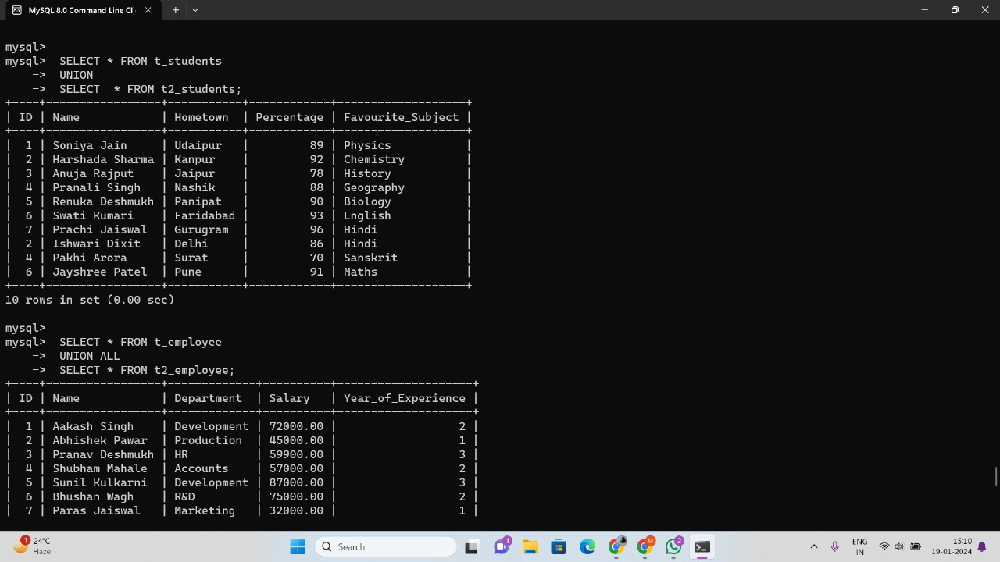 MySQL 8.0 Command Line Cli
mysql>
mysql>  SELECT * FROM t_students
    ->  UNION
    ->  SELECT  * FROM t2_students;
+----+-----------------+-----------+------------+-------------------+
| ID | Name            | Hometown  | Percentage | Favourite_Subject |
+----+-----------------+-----------+------------+-------------------+
|  1 | Soniya Jain     | Udaipur   |         89 | Physics           |
|  2 | Harshada Sharma | Kanpur    |         92 | Chemistry         |
|  3 | Anuja Rajput    | Jaipur    |         78 | History           |
|  4 | Pranali Singh   | Nashik    |         88 | Geography         |
|  5 | Renuka Deshmukh | Panipat   |         90 | Biology           |
|  6 | Swati Kumari    | Faridabad |         93 | English           |
|  7 | Prachi Jaiswal  | Gurugram  |         96 | Hindi             |
|  2 | Ishwari Dixit   | Delhi     |         86 | Hindi             |
|  4 | Pakhi Arora     | Surat     |         70 | Sanskrit          |
|  6 | Jayshree Patel  | Pune      |         91 | Maths             |
+----+-----------------+-----------+------------+-------------------+
10 rows in set (0.00 sec)
mysql>
mysql>  SELECT * FROM t_employee
    ->  UNION ALL
    ->  SELECT * FROM t2_employee;
+----+-----------------+-------------+----------+--------------------+
| ID | Name            | Department  | Salary   | Year_of_Experience |
+----+-----------------+-------------+----------+--------------------+
|  1 | Aakash Singh    | Development | 72000.00 |                  2 |
|  2 | Abhishek Pawar  | Production  | 45000.00 |                  1 |
|  3 | Pranav Deshmukh | HR          | 59900.00 |                  3 |
|  4 | Shubham Mahale  | Accounts    | 57000.00 |                  2 |
|  5 | Sunil Kulkarni  | Development | 87000.00 |                  3 |
|  6 | Bhushan Wagh    | R&D         | 75000.00 |                  2 |
|  7 | Paras Jaiswal   | Marketing   | 32000.00 |                  1 |
1
24°C
Haze
Search
1
M
2
ENG
IN
15:10
19-01-2024